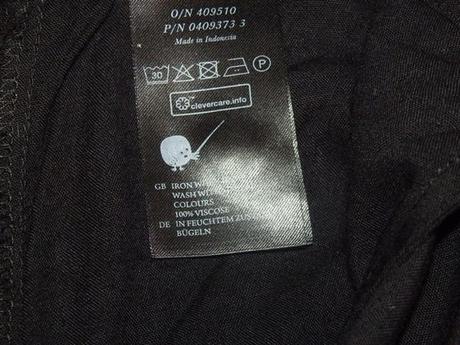 O/N 409510
P/N 0409373 3
Made in Indonesia
30 P
clevercare.info
GB IRON
WASH
COLOURS
100% VISCOSE
DE IN FEUCHTEM
BÜGELN